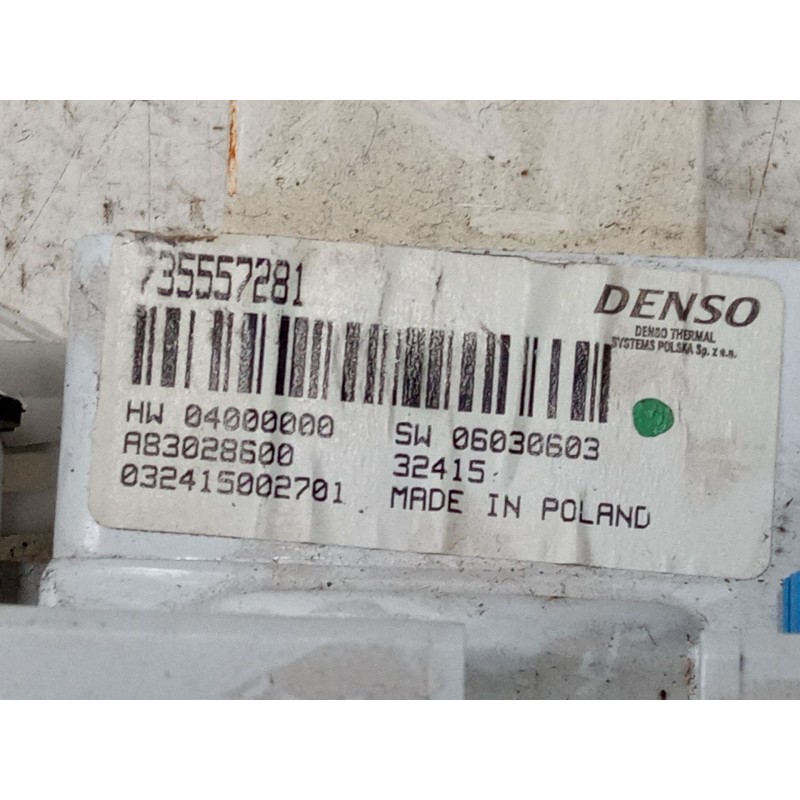 735557281
DENSO
DENSO THERMAL
SYSTEMS POLSKA Sp. z o.o.
HW 04000000
SW 06030603
A83028600
32415
032415002701
MADE IN POLAND